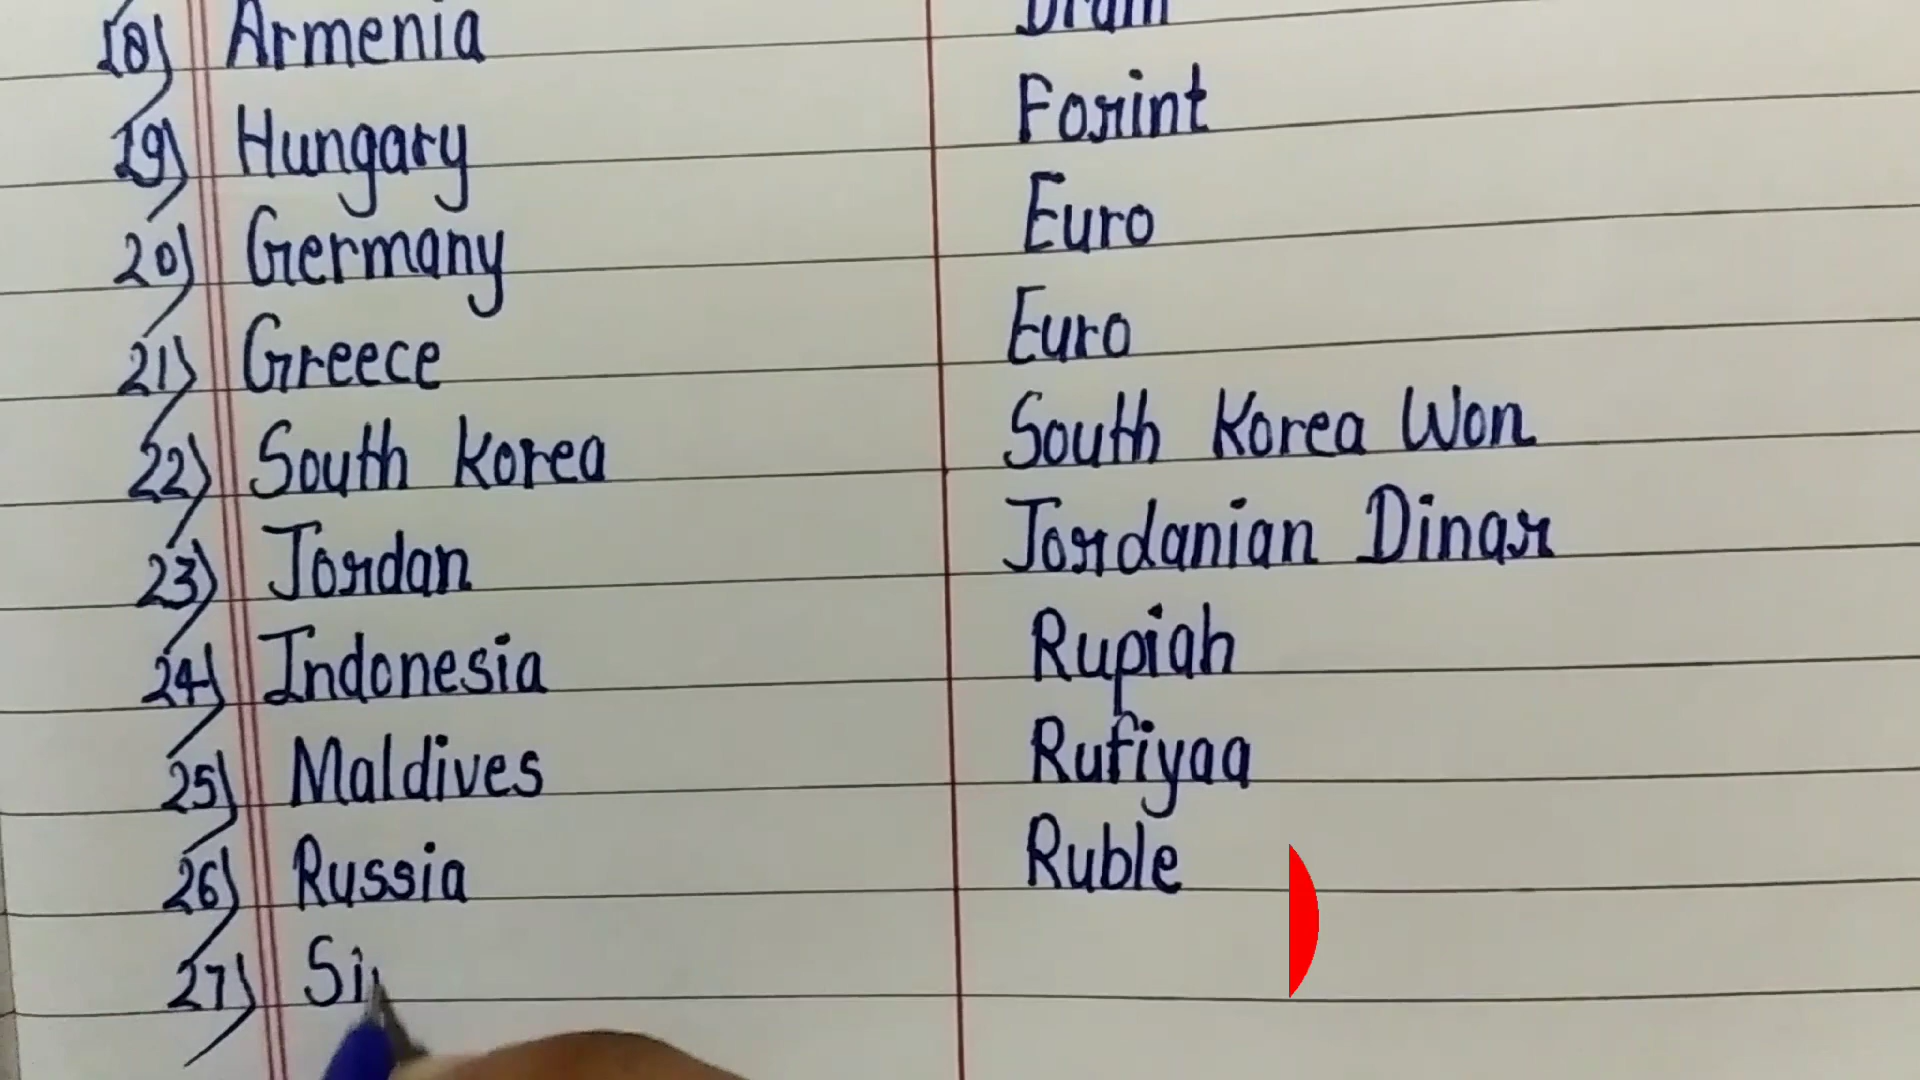 18) Armenia Dram
19) Hungary Forint
20) Germany Euro
21) Greece Euro
22) South Korea South Korea Won
23) Jordan Jordanian Dinar
24) Indonesia Rupiah
25) Maldives Rufiyaa
26) Russia Ruble
27) Si